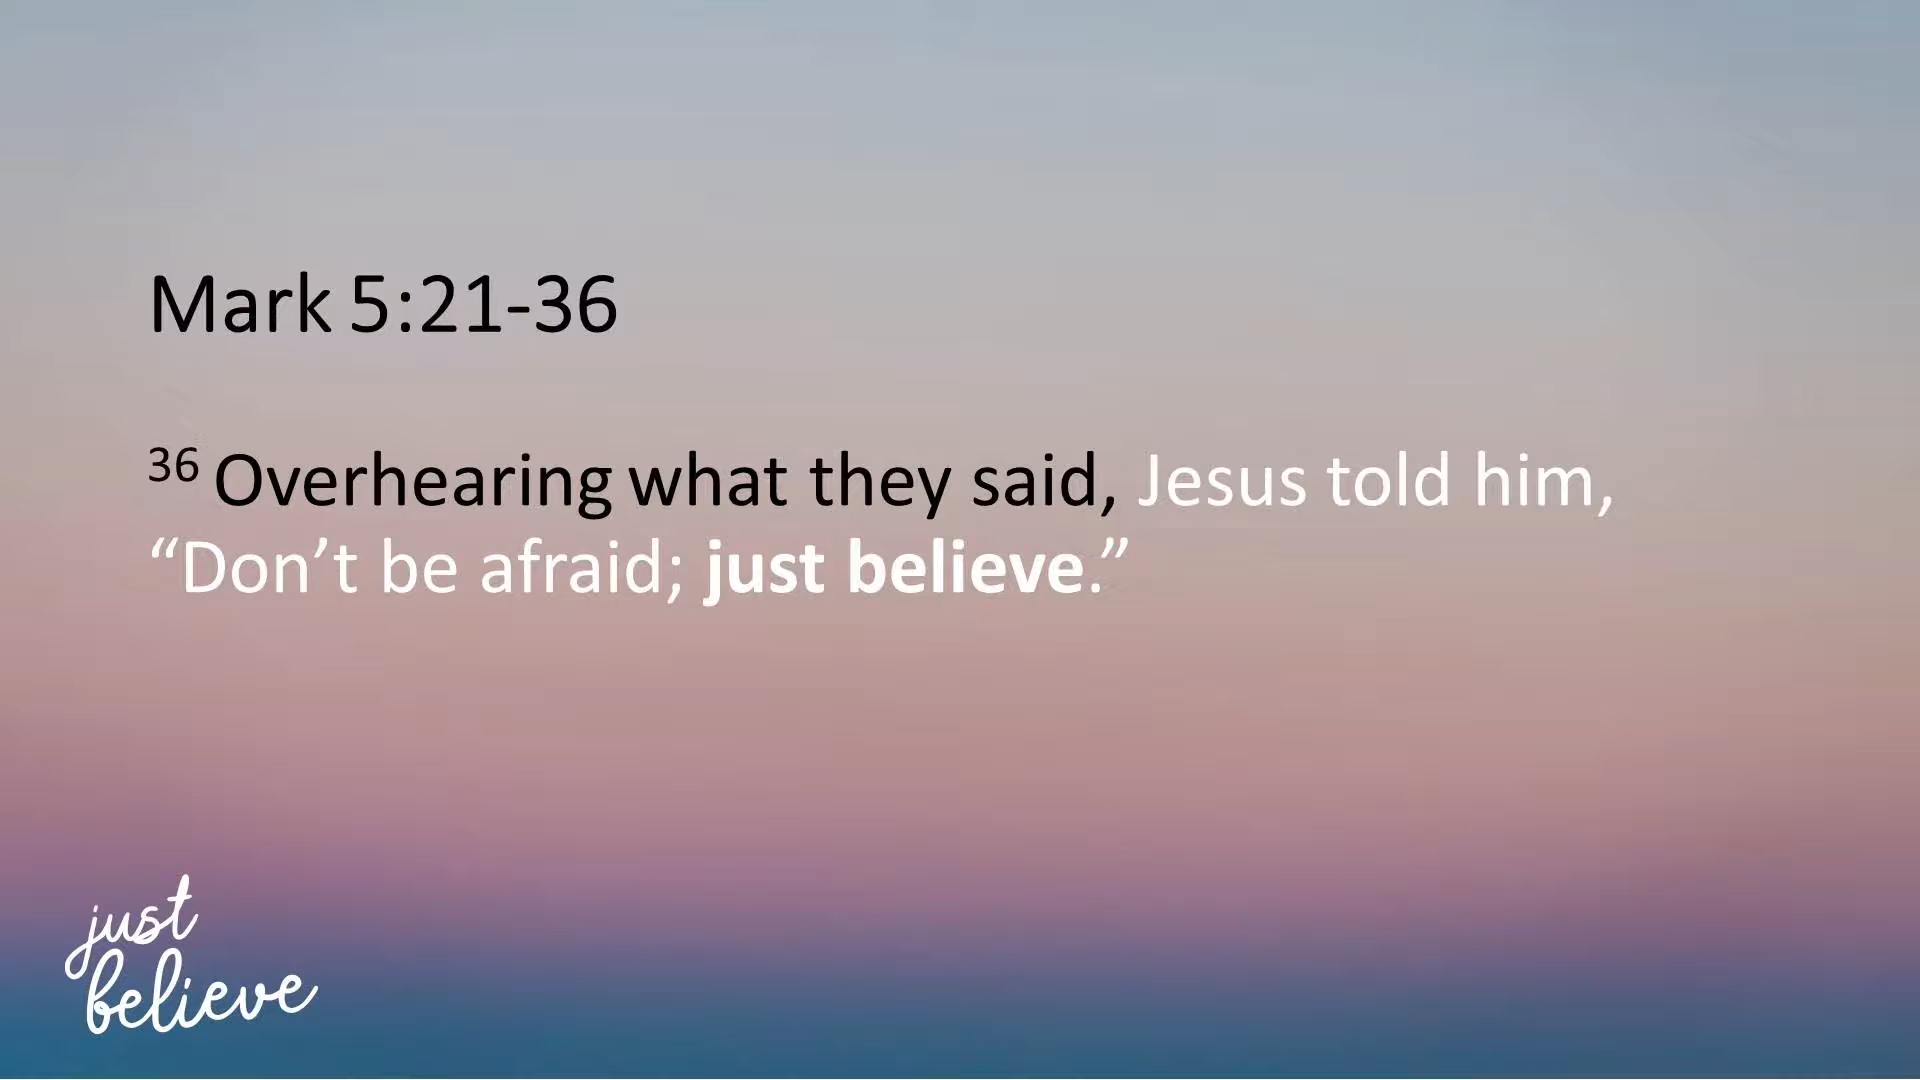 Mark 5:21-36
36 Overhearing what they said, Jesus told him,
“Don’t be afraid; just believe.”
just
believe